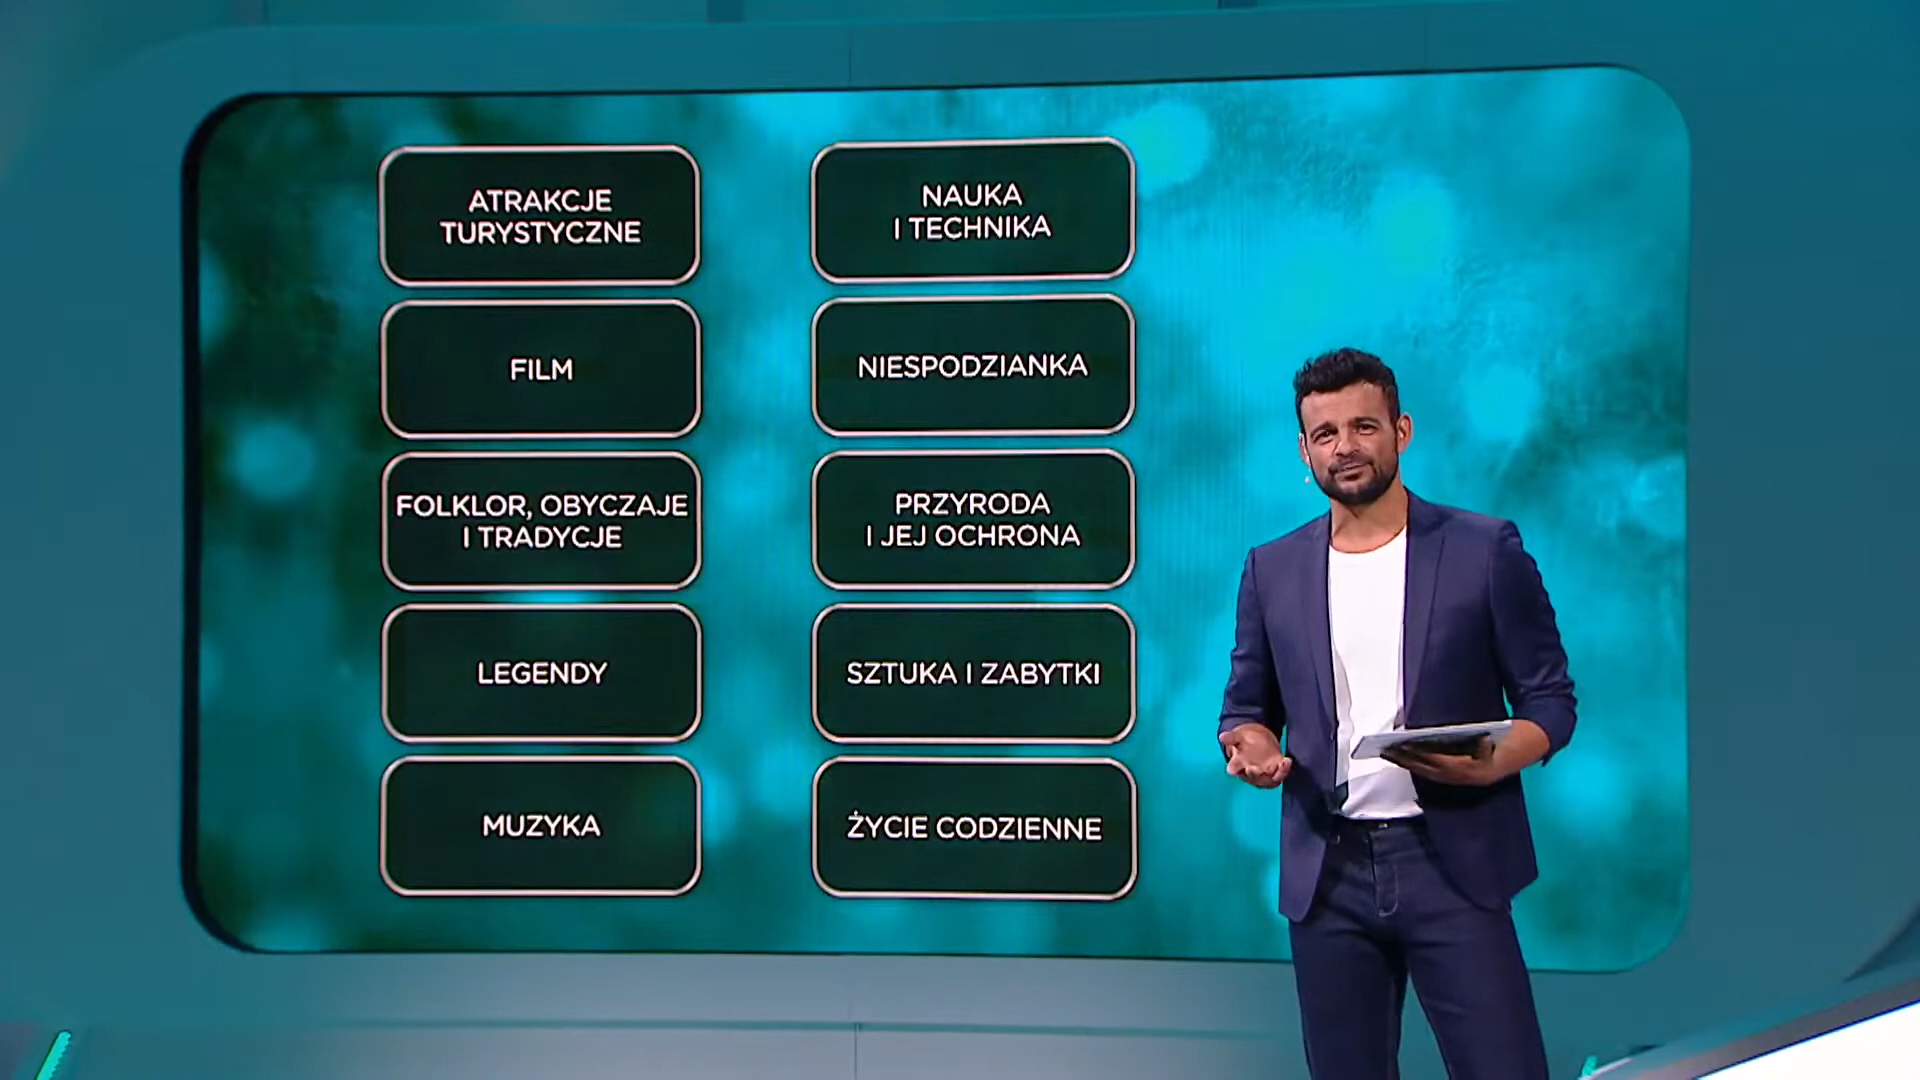 ATRAKCJE
TURYSTYCZNE
FILM
FOLKLOR, OBYCZAJE
I TRADYCJE
LEGENDY
MUZYKA
NAUKA
I TECHNIKA
NIESPODZIANKA
PRZYRODA
I JEJ OCHRONA
SZTUKA I ZABYTKI
ŻYCIE CODZIENNE